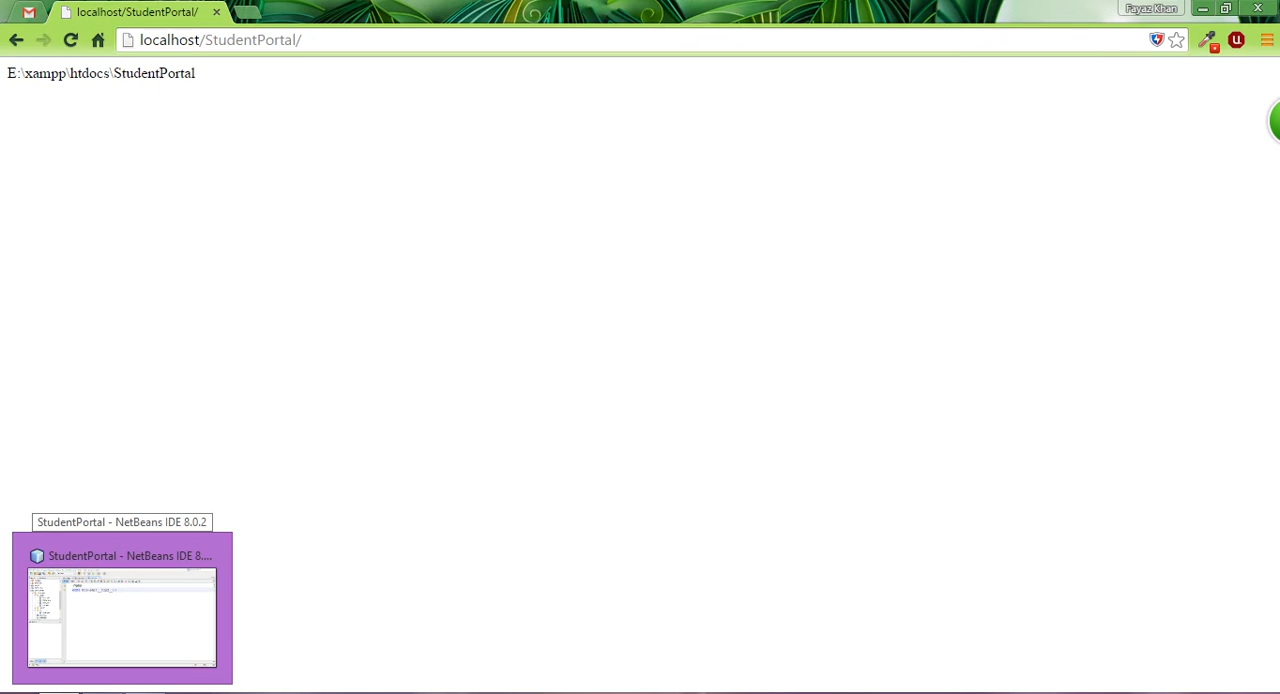 localhost/StudentPortal/
Fayaz Khan
localhost/StudentPortal/
E:\xampp\htdocs\StudentPortal
StudentPortal - NetBeans IDE 8.0.2
StudentPortal - NetBeans IDE 8....